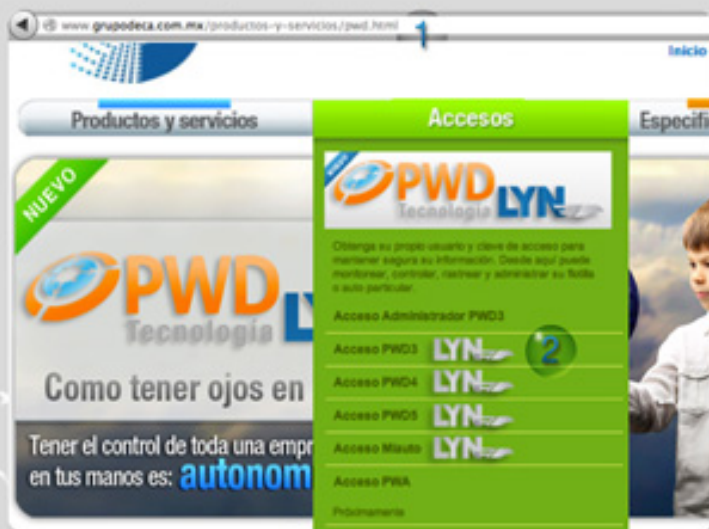 www.grupodeca.com.mx/productos-y-servicios/pwd.html
1
Inicio
Productos y servicios
Accesos
Especifi
NUEVO
NUEVO
PWD LYN
Tecnología
Obtenga su propio usuario y clave de acceso para
mantener segura su información. Desde aquí puede
monitorear, controlar, rastrear y administrar su flotilla
o auto particular.
PWD LY
Tecnología
Acceso Administrador PWD3
Acceso PWD3 LYN 2
Acceso PWD4 LYN
Acceso PWD5 LYN
Acceso Miauto LYN
Acceso PWA
Próximamente
Como tener ojos en
Tener el control de toda una empr
en tus manos es: autonom